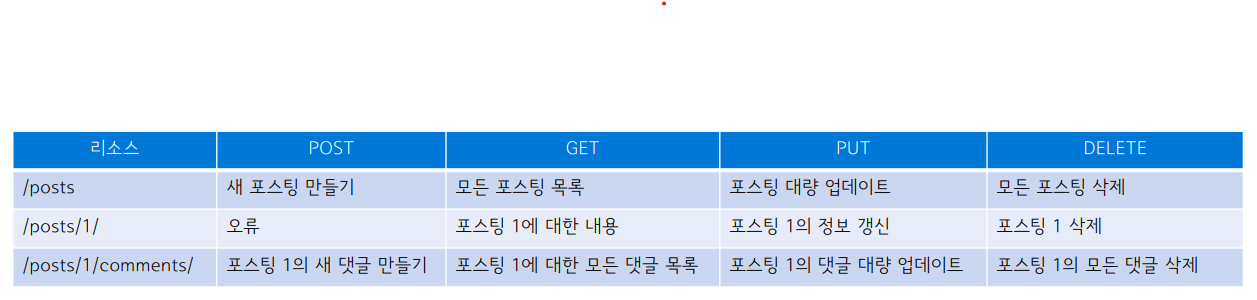 리소스 POST GET PUT DELETE
/posts 새 포스팅 만들기 모든 포스팅 목록 포스팅 대량 업데이트 모든 포스팅 삭제
/posts/1/ 오류 포스팅 1에 대한 내용 포스팅 1의 정보 갱신 포스팅 1 삭제
/posts/1/comments/ 포스팅 1의 새 댓글 만들기 포스팅 1에 대한 모든 댓글 목록 포스팅 1의 댓글 대량 업데이트 포스팅 1의 모든 댓글 삭제